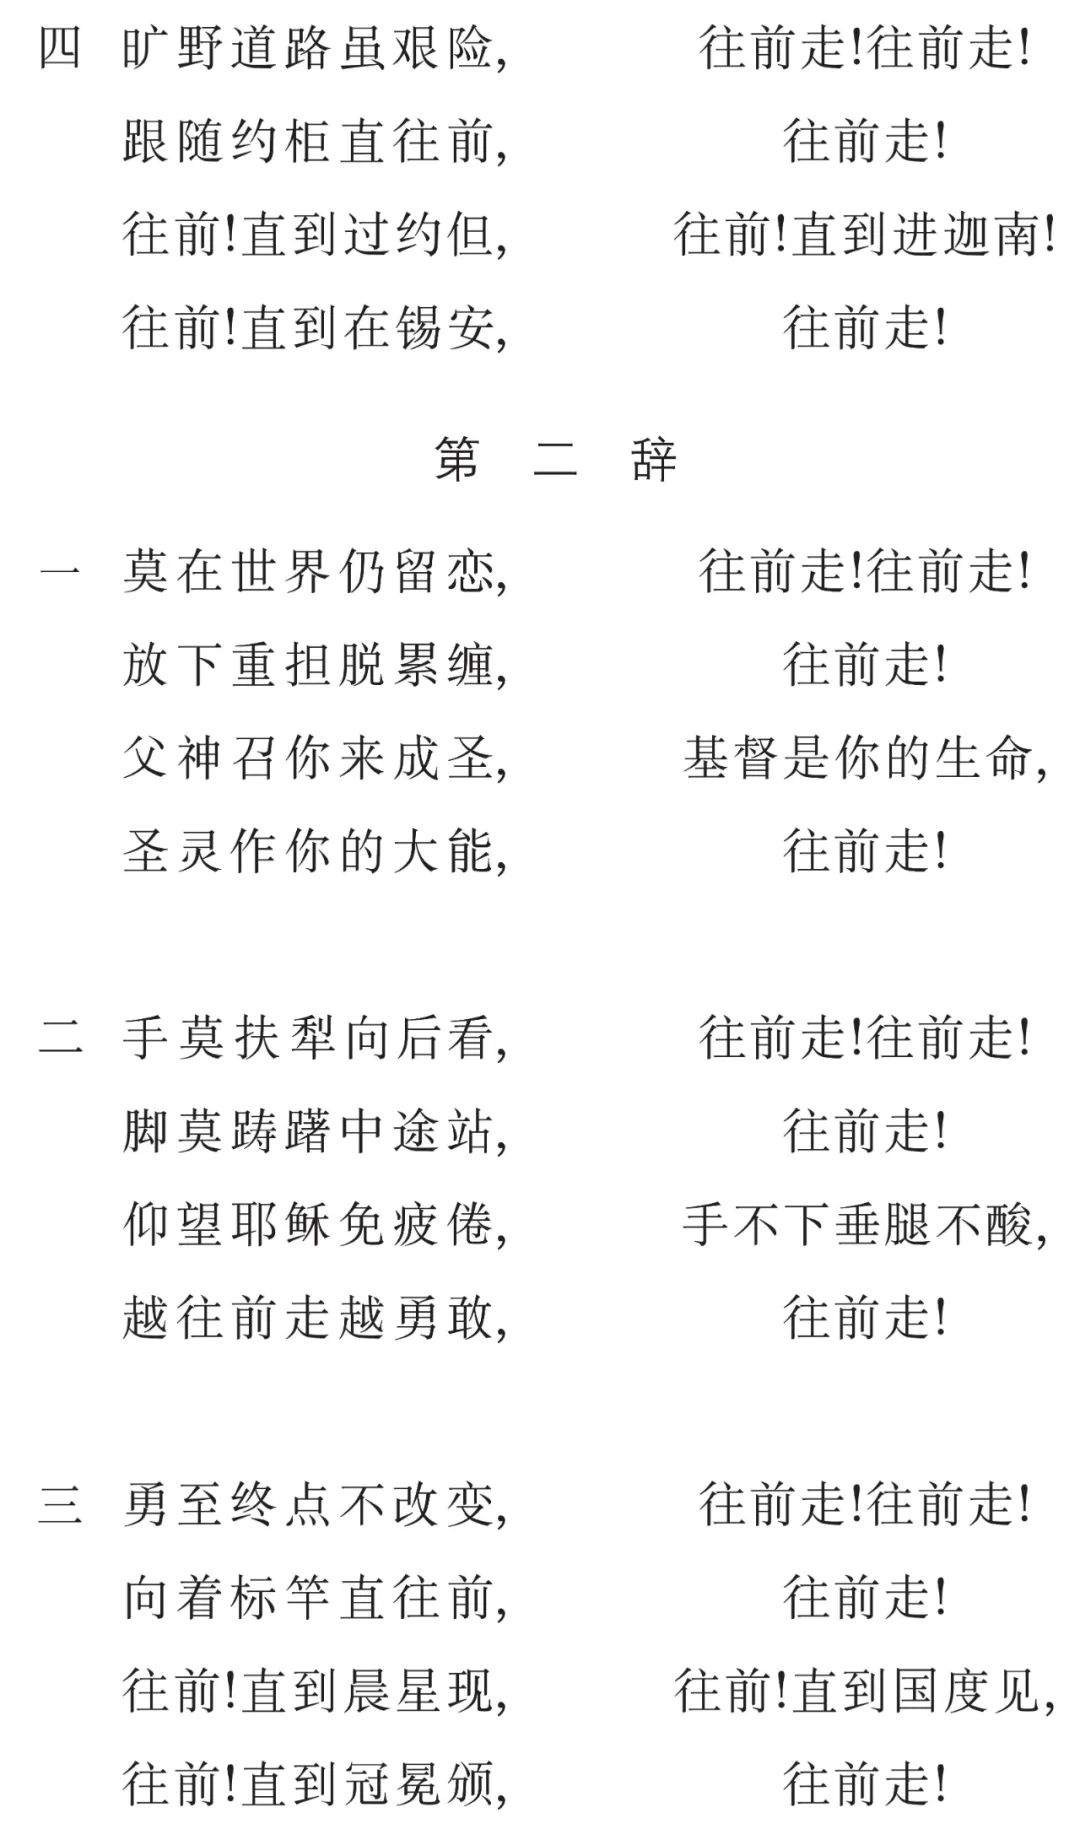 四 旷野道路虽艰险, 往前走!往前走!
跟随约柜直往前, 往前走!
往前!直到过约但, 往前!直到进迦南!
往前!直到在锡安, 往前走!
第二辞
一 莫在世界仍留恋, 往前走!往前走!
放下重担脱累缠, 往前走!
父神召你来成圣, 基督是你的生命,
圣灵作你的大能, 往前走!
二 手莫扶犁向后看, 往前走!往前走!
脚莫踌躇中途站, 往前走!
仰望耶稣免疲倦, 手不下垂腿不酸,
越往前走越勇敢, 往前走!
三 勇至终点不改变, 往前走!往前走!
向着标竿直往前, 往前走!
往前!直到晨星现, 往前!直到国度见,
往前!直到冠冕颁, 往前走!